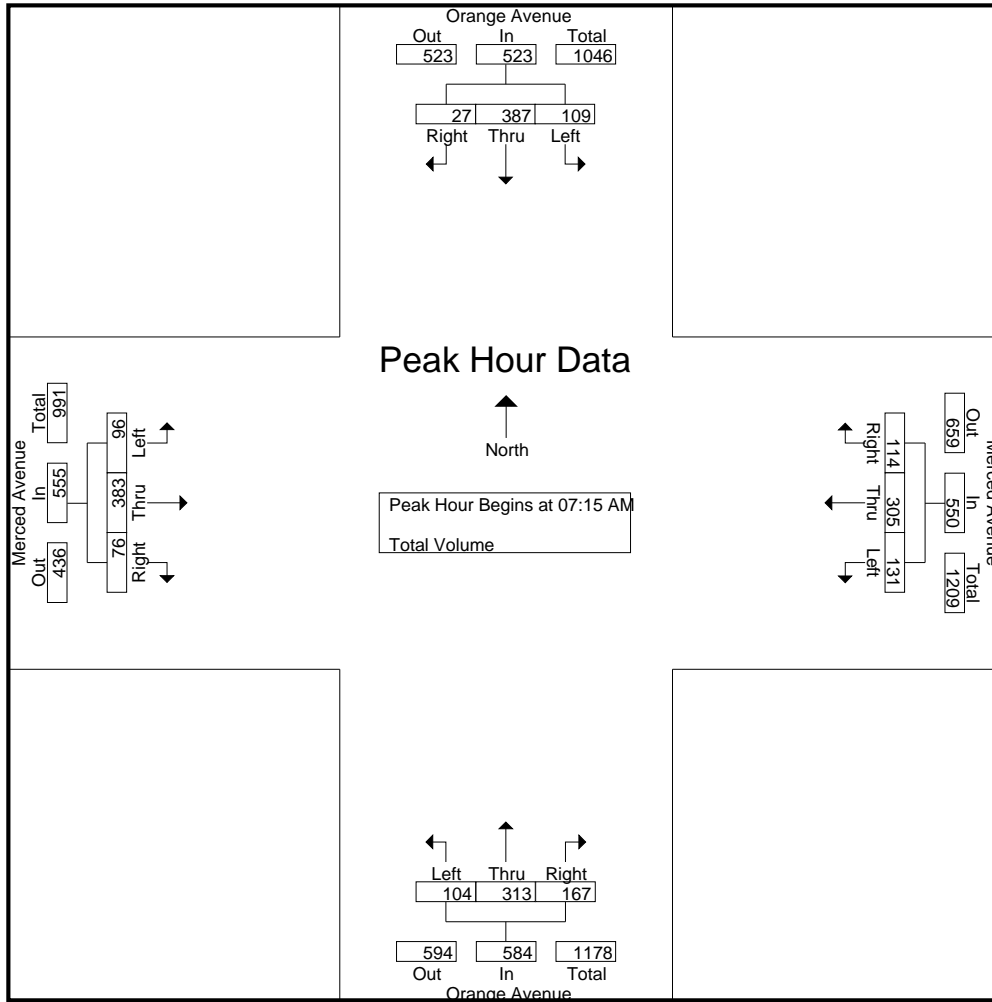 Orange Avenue
Out In Total
523 523 1046
27 387 109
Right Thru Left
Peak Hour Data
North
Peak Hour Begins at 07:15 AM
Total Volume
Merced Avenue
Out In Total
436 555 991
76 383 96
Right Thru Left
Merced Avenue
Out In Total
659 550 1209
114 305 131
Right Thru Left
Left Thru Right
104 313 167
594 584 1178
Out In Total
Orange Avenue